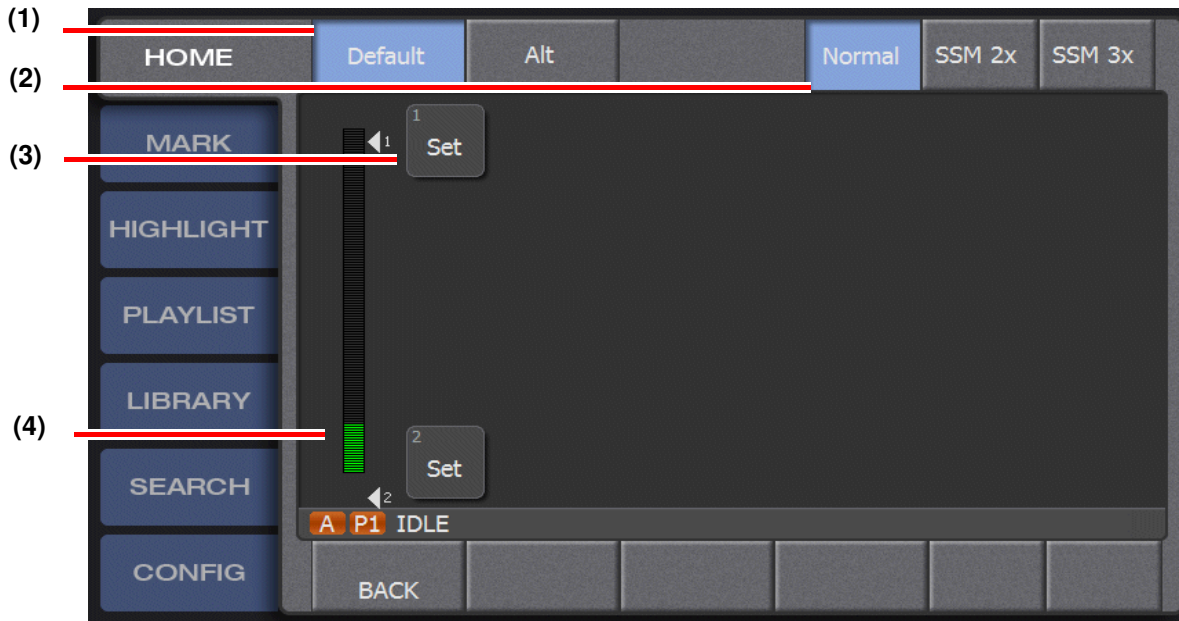 (1)
HOME Default Alt Normal SSM 2x SSM 3x
(2)
MARK
(3)
1
1
Set
HIGHLIGHT
PLAYLIST
LIBRARY
(4)
2
Set
SEARCH
2
A P1 IDLE
CONFIG
BACK